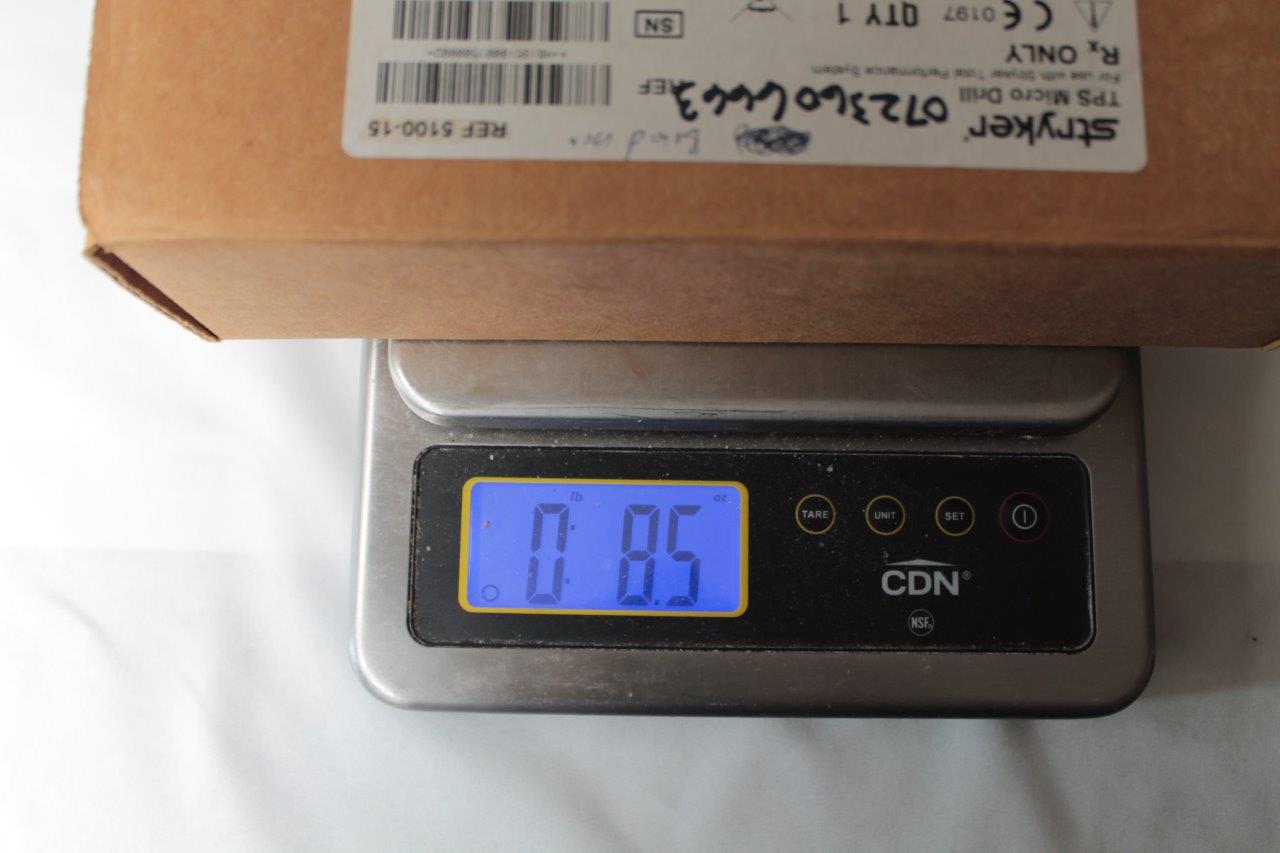 stryker® REF 5100-15
0723606663
TPS Micro Drill
For use with Stryker Total Performance System.
REF
Rx ONLY
CE 0197 QTY 1
SN
lb oz
0: 8.5
TARE UNIT SET
CDN®
NSF